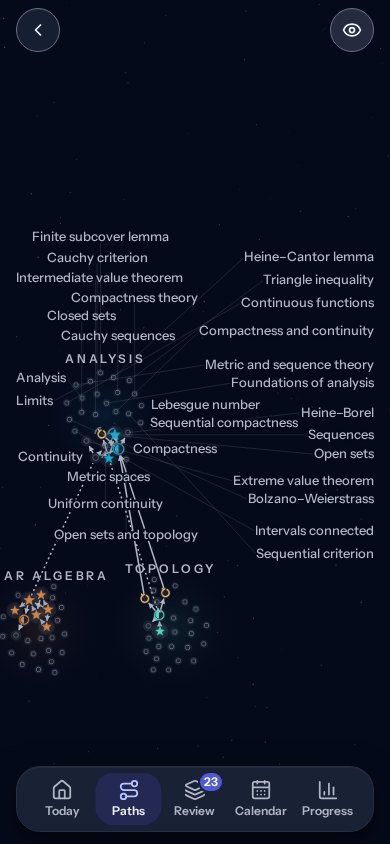 Finite subcover lemma
Cauchy criterion
Heine–Cantor lemma
Intermediate value theorem
Triangle inequality
Compactness theory
Continuous functions
Closed sets
Compactness and continuity
Cauchy sequences
ANALYSIS
Metric and sequence theory
Analysis
Foundations of analysis
Limits
Lebesgue number
Heine–Borel
Sequential compactness
Sequences
Continuity
Compactness
Open sets
Metric spaces
Extreme value theorem
Bolzano–Weierstrass
Uniform continuity
Open sets and topology
Intervals connected
Sequential criterion
AR ALGEBRA
TOPOLOGY
23
Today
Paths
Review
Calendar
Progress